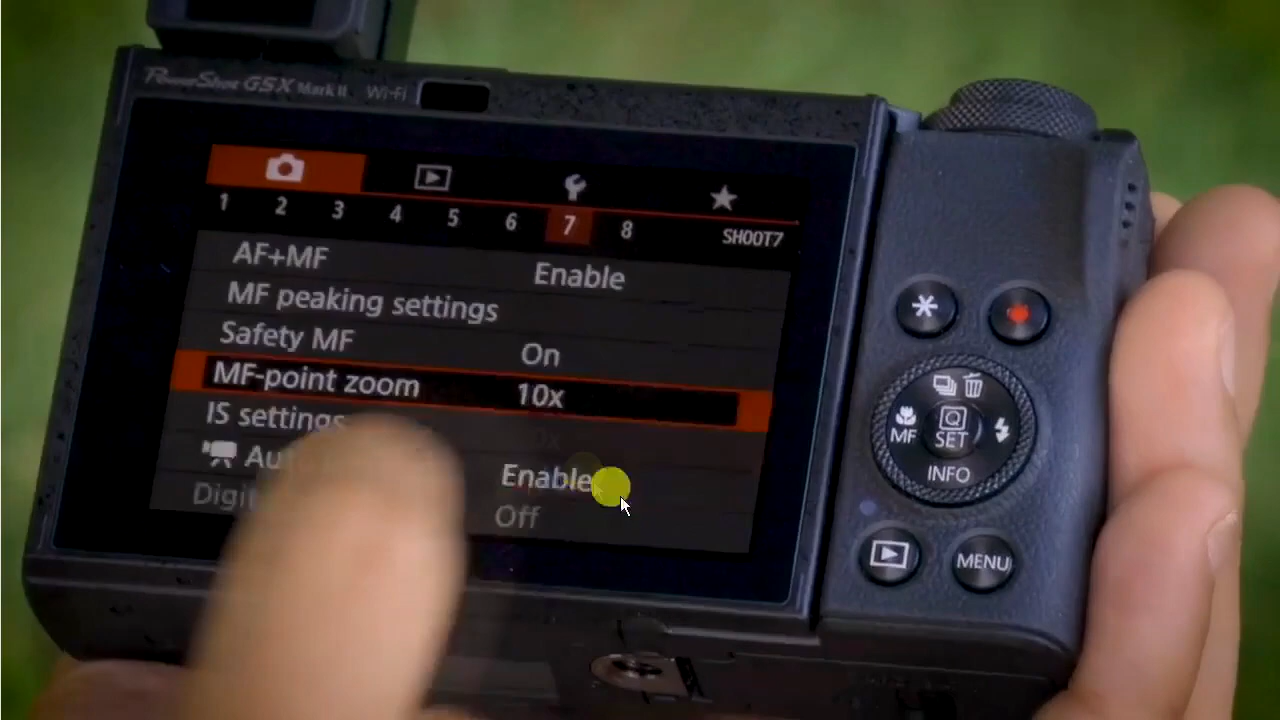 PowerShot G5X Mark II Wi-Fi
1 2 3 4 5 6 7 8 SHOOT7
AF+MF Enable
MF peaking settings
Safety MF On
MF-point zoom 10x
IS settings
Enable
Off
MF
Q
SET
INFO
MENU